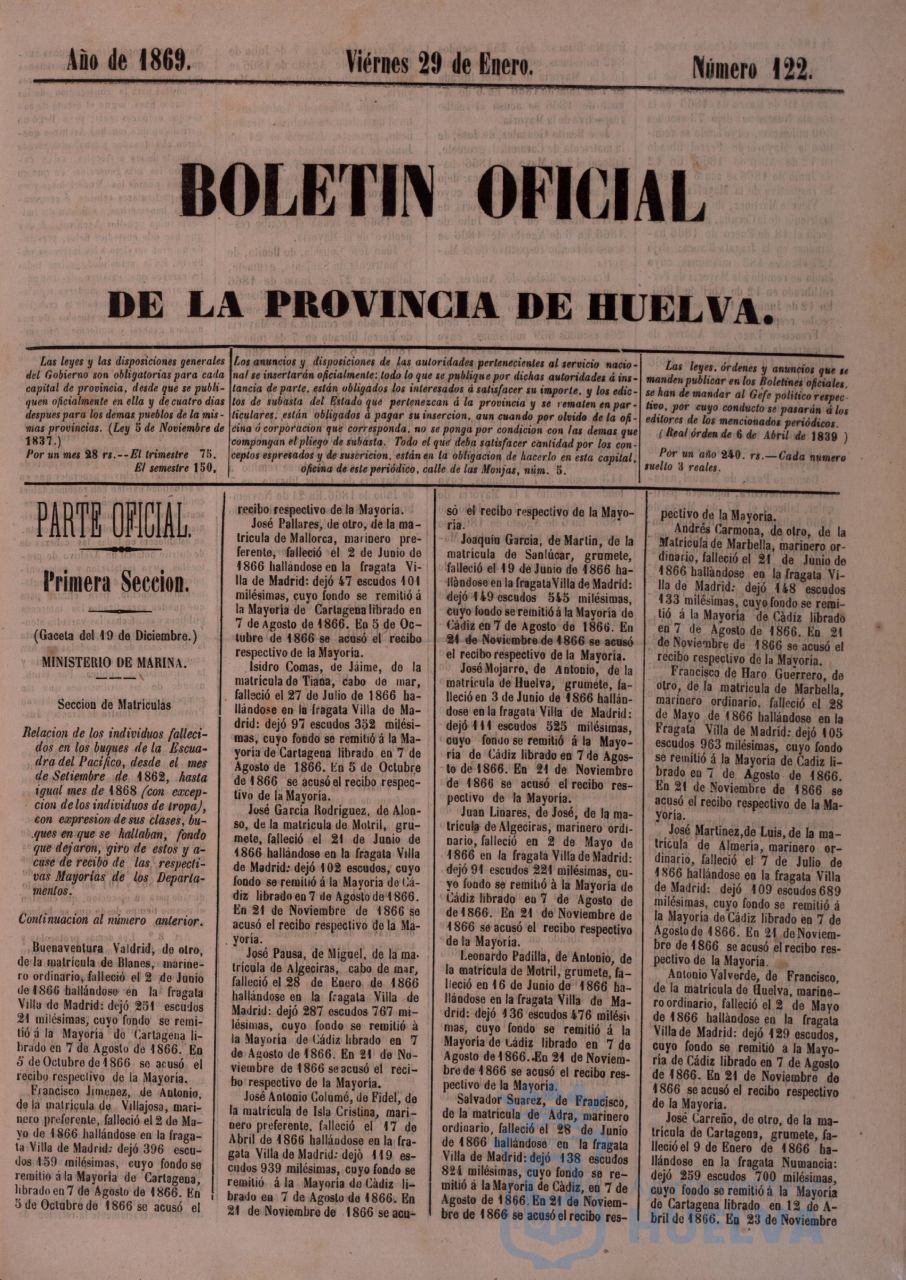 Año de 1869.
Viérnes 29 de Enero.
Número 122.
BOLETIN OFICIAL
DE LA PROVINCIA DE HUELVA.
Las leyes y las disposiciones generales
del Gobierno son obligatorias para cada
capital de provincia, desde que se publi-
quen oficialmente en ella y de cuatro dias
despues para los demas pueblos de la mis-
mas provincias. (Ley 5 de Noviembre de
1837.)
Por un mes 28 rs.--El trimestre 75.
El semestre 150,
Los anuncios y disposiciones de las autoridades pertenecientes al servicio nacio-
nal se insertarán oficialmente: todo lo que se publique por dichas autoridades á ins-
tancia de parte, están obligados los interesados á satisfacer su importe, y los edic-
tos de subasta del Estado que pertenezcan á la provincia y se rematen en par-
ticulares, están obligados á pagar su insercion, aun cuando por olvido de la ofi-
cina ó corporacion que corresponda, no se ponga por condicion con las demas que
compongan el pliego de subasta. Todo el que deba satisfacer cantidad por los con-
ceptos espresados y de suscricion, están en la obligacion de hacerlo en esta capital,
oficina de este periódico, calle de las Monjas, núm. 5.
Las leyes, órdenes y anuncios que se
manden publicar en los Boletines oficiales,
se han de mandar al Gefe político respec-
tivo, por cuyo conducto se pasarán á los
editores de los mencionados periódicos.
(Real órden de 6 de Abril de 1839 )
Por un año 240. rs.—Cada número
suelto 3 reales.
PARTE OFICIAL.
Primera Seccion.
(Gaceta del 19 de Diciembre.)
MINISTERIO DE MARINA.
Seccion de Matriculas
Relacion de los individuos falleci-
dos en los buques de la Escua-
dra del Pacífico, desde el mes
de Setiembre de 1862, hasta
igual mes de 1868 (con excep-
cion de los individuos de tropa),
con expresion de sus clases, bu-
ques en que se hallaban, fondo
que dejaron, giro de estos y a-
cuse de recibo de las respecti-
vas Mayorías de los Departa-
mentos.
Continuacion al número anterior.
Buenaventura Valdrid, de otro,
de la matrícula de Blanes, marine-
ro ordinario, falleció el 2 de Junio
de 1866 hallándose en la fragata
Villa de Madrid: dejó 251 escudos
21 milésimas, cuyo fondo se remi-
tió á la Mayoria de Cartagena li-
brado en 7 de Agosto de 1866. En
5 de Octubre de 1866 se acusó el
recibo respectivo de la Mayoria.
Francisco Jimenez, de Antonio,
de la matrícula de Villajosa, mari-
nero preferente, falleció el 2 de Ma-
yo de 1866 hallándose en la fraga-
ta Villa de Madrid: dejó 396 escu-
dos 159 milésimas, cuyo fondo se
remitió á la Mayoria de Cartagena,
librado en 7 de Agosto de 1866. En
5 de Octubre de 1866 se acusó el
recibo respectivo de la Mayoria.
José Pallares, de otro, de la ma-
tricula de Mallorca, marinero pre-
ferente, falleció el 2 de Junio de
1866 hallándose en la fragata Vi-
lla de Madrid: dejó 47 escudos 101
milésimas, cuyo fondo se remitió á
la Mayoria de Cartagena librado en
7 de Agosto de 1866. En 5 de Oc-
tubre de 1866 se acusó el recibo
respectivo de la Mayoria.
Isidro Comas, de Jáime, de la
matricula de Tiana, cabo de mar,
falleció el 27 de Julio de 1866 ha-
llándose en la fragata Villa de Ma-
drid: dejó 97 escudos 352 milési-
mas, cuyo fondo se remitió á la Ma-
yoria de Cartagena librado en 7 de
Agosto de 1866. En 5 de Octubre
de 1866 se acusó el recibo respec-
tivo de la Mayoria.
José Garcia Rodriguez, de Alon-
so, de la matricula de Motril, gru-
mete, falleció el 21 de Junio de
1866 hallándose en la fragata Villa
de Madrid: dejó 102 escudos, cuyo
fondo se remitió á la Mayoria de Cá-
diz librado en 7 de Agosto de 1866.
En 21 de Noviembre de 1866 se
acusó el recibo respectivo de la Ma-
yoria.
José Pausa, de Miguel, de la ma-
tricula de Algeciras, cabo de mar,
falleció el 28 de Enero de 1866
hallándose en la fragata Villa de
Madrid: dejó 287 escudos 767 mi-
lésimas, cuyo fondo se remitió à
la Mayoria de Cádiz librado en 7
de Agosto de 1866. En 21 de No-
viembre de 1866 se acusó el reci-
bo respectivo de la Mayoria.
José Antonio Columé, de Fidel, de
la matricula de Isla Cristina, mari-
nero preferente, falleció el 17 de
Abril de 1866 hallándose en la fra-
gata Villa de Madrid: dejó 119 es-
cudos 939 milésimas, cuyo fondo se
remitió á la Mayoria de Càdiz li-
brado en 7 de Agosto de 1866. En
21 de Noviembre de 1866 se acu-
só el recibo respectivo de la Mayo-
ria.
Joaquin Garcia, de Martin, de la
matricula de Sanlúcar, grumete,
falleció el 19 de Junio de 1866 ha-
llàndose en la fragata Villa de Madrid:
dejó 149 escudos 545 milésimas,
cuyo fondo se remitió á la Mayoría de
Cádiz en 7 de Agosto de 1866. En
21 de Noviembre de 1866 se acusó
el recibo respectivo de la Mayoria.
José Mojarro, de Antonio, de la
matrícula de Huelva, grumete, fa-
lleció en 3 de Junio de 1866 hallán-
dose en la fragata Villa de Madrid:
dejó 111 escudos 525 milésimas,
cuyo fondo se remitió á la Mayo-
ria de Cádiz librado en 7 de Agos-
to de 1866. En 21 de Noviembre
de 1866 se acusó el recibo res-
pectivo de la Mayoria.
Juan Linares, de José, de la ma-
tricula de Algeciras, marinero ordi-
nario, falleció en 2 de Mayo de
1866 en la fragata Villa de Madrid:
dejó 91 escudos 221 milésimas, cu-
yo fondo se remitió á la Mayoria de
Cádiz librado en 7 de Agosto de
de 1866. En 21 de Noviembre de
1866 se acusó el recibo respectivo
de la Mayoria.
Leonardo Padilla, de Antonio, de
la matricula de Motril, grumete, fa-
lleció en 16 de Junio de 1866 ha-
llándose en la fragata Villa de Ma-
drid: dejó 136 escudos 476 milési-
mas, cuyo fondo se remitió á la
Mayoria de Cádiz librado en 7 de
Agosto de 1866. En 21 de Noviem-
bre de 1866 se acusó el recibo res-
pectivo de la Mayoria.
Salvador Suarez, de Francisco,
de la matricula de Adra, marinero
ordinario, falleció el 28 de Junio
de 1866 hallándose en la fragata
Villa de Madrid: dejó 138 escudos
824 milésimas, cuyo fondo se re-
mitió á la Mayoria de Càdiz, en 7 de
Agosto de 1866. En 21 de Noviem-
bre de 1866 se acusó el recibo res-
pectivo de la Mayoria.
Andrés Carmona, de otro, de la
Matricula de Marbella, marinero or-
dinario, falleció el 21 de Junio de
1866 hallàndose en la fragata Vi-
lla de Madrid: dejó 148 escudos
133 milésimas, cuyo fondo se remi-
tió á la Mayoria de Càdiz librado
en 7 de Agosto de 1866. En 21
de Noviembre de 1866 se acusó el
recibo respectivo de la Mayoria.
Francisco de Haro Guerrero, de
otro, de la matricula de Marbella,
marinero ordinario, falleció el 28
de Mayo de 1866 hallándose en la
Fragata Villa de Madrid: dejó 105
escudos 963 milésimas, cuyo fondo
se remitió á la Mayoria de Cadiz li-
brado en 7 de Agosto de 1866.
En 21 de Noviembre de 1866 se
acusó el recibo respectivo de la Ma-
yoria.
José Martinez, de Luis, de la ma-
tricula de Almería, marinero or-
dinario, falleció el 7 de Julio de
1866 hallándose en la fragata Villa
de Madrid: dejó 109 escudos 689
milésimas, cuyo fondo se remitió á
la Mayoria de Cádiz librado en 7 de
Agosto de 1866. En 21 de Noviem-
bre de 1866 se acusó el recibo res-
pectivo de la Mayoria.
Antonio Valverde, de Francisco,
de la matricula de Huelva, marine-
ro ordinario, falleció el 2 de Mayo
de 1866 hallándose en la fragata
Villa de Madrid: dejó 129 escudos,
cuyo fondo se remitió á la Mayo-
ría de Cádiz librado en 7 de Agosto
de 1866. En 21 de Noviembre de
1866 se acusó el recibo respectivo
de la Mayoria.
José Carreño, de otro, de la ma-
tricula de Cartagena, grumete, fa-
lleció el 9 de Enero de 1866 ha-
llándose en la fragata Numancia:
dejó 259 escudos 700 milésimas,
cuyo fondo se remitió á la Mayoria
de Cartagena librado en 12 de A-
bril de 1866. En 23 de Noviembre
HUELVA